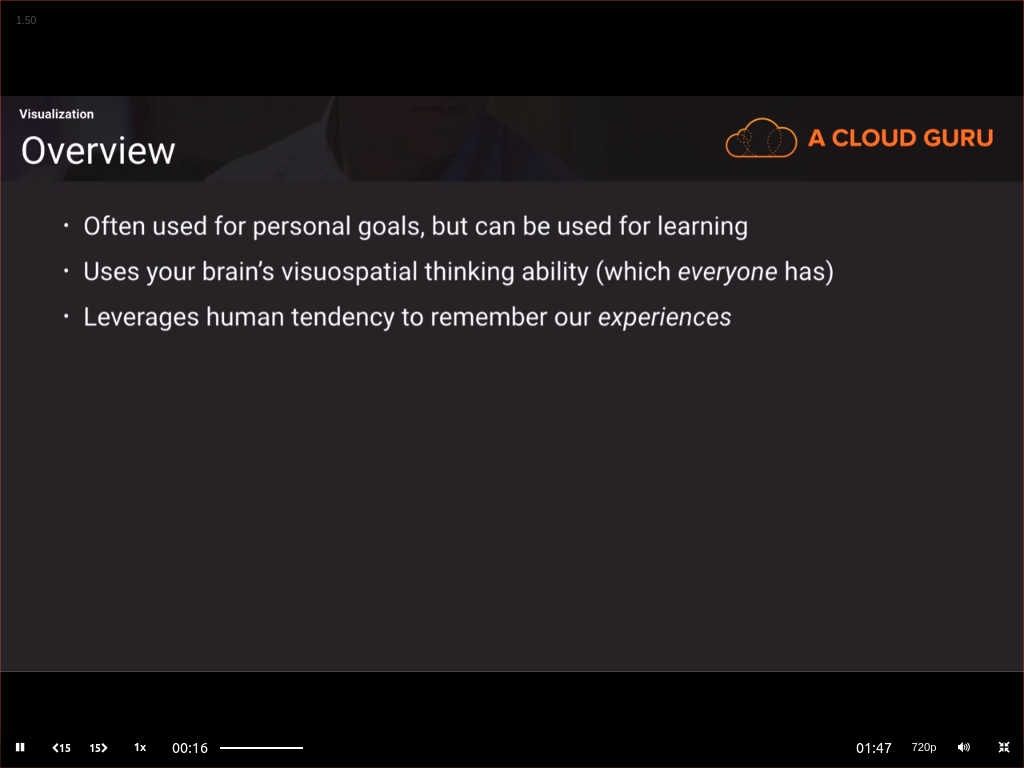 1.50
Visualization
Overview
A CLOUD GURU
· Often used for personal goals, but can be used for learning
· Uses your brain’s visuospatial thinking ability (which everyone has)
· Leverages human tendency to remember our experiences
15 15 1x 00:16 01:47 720p